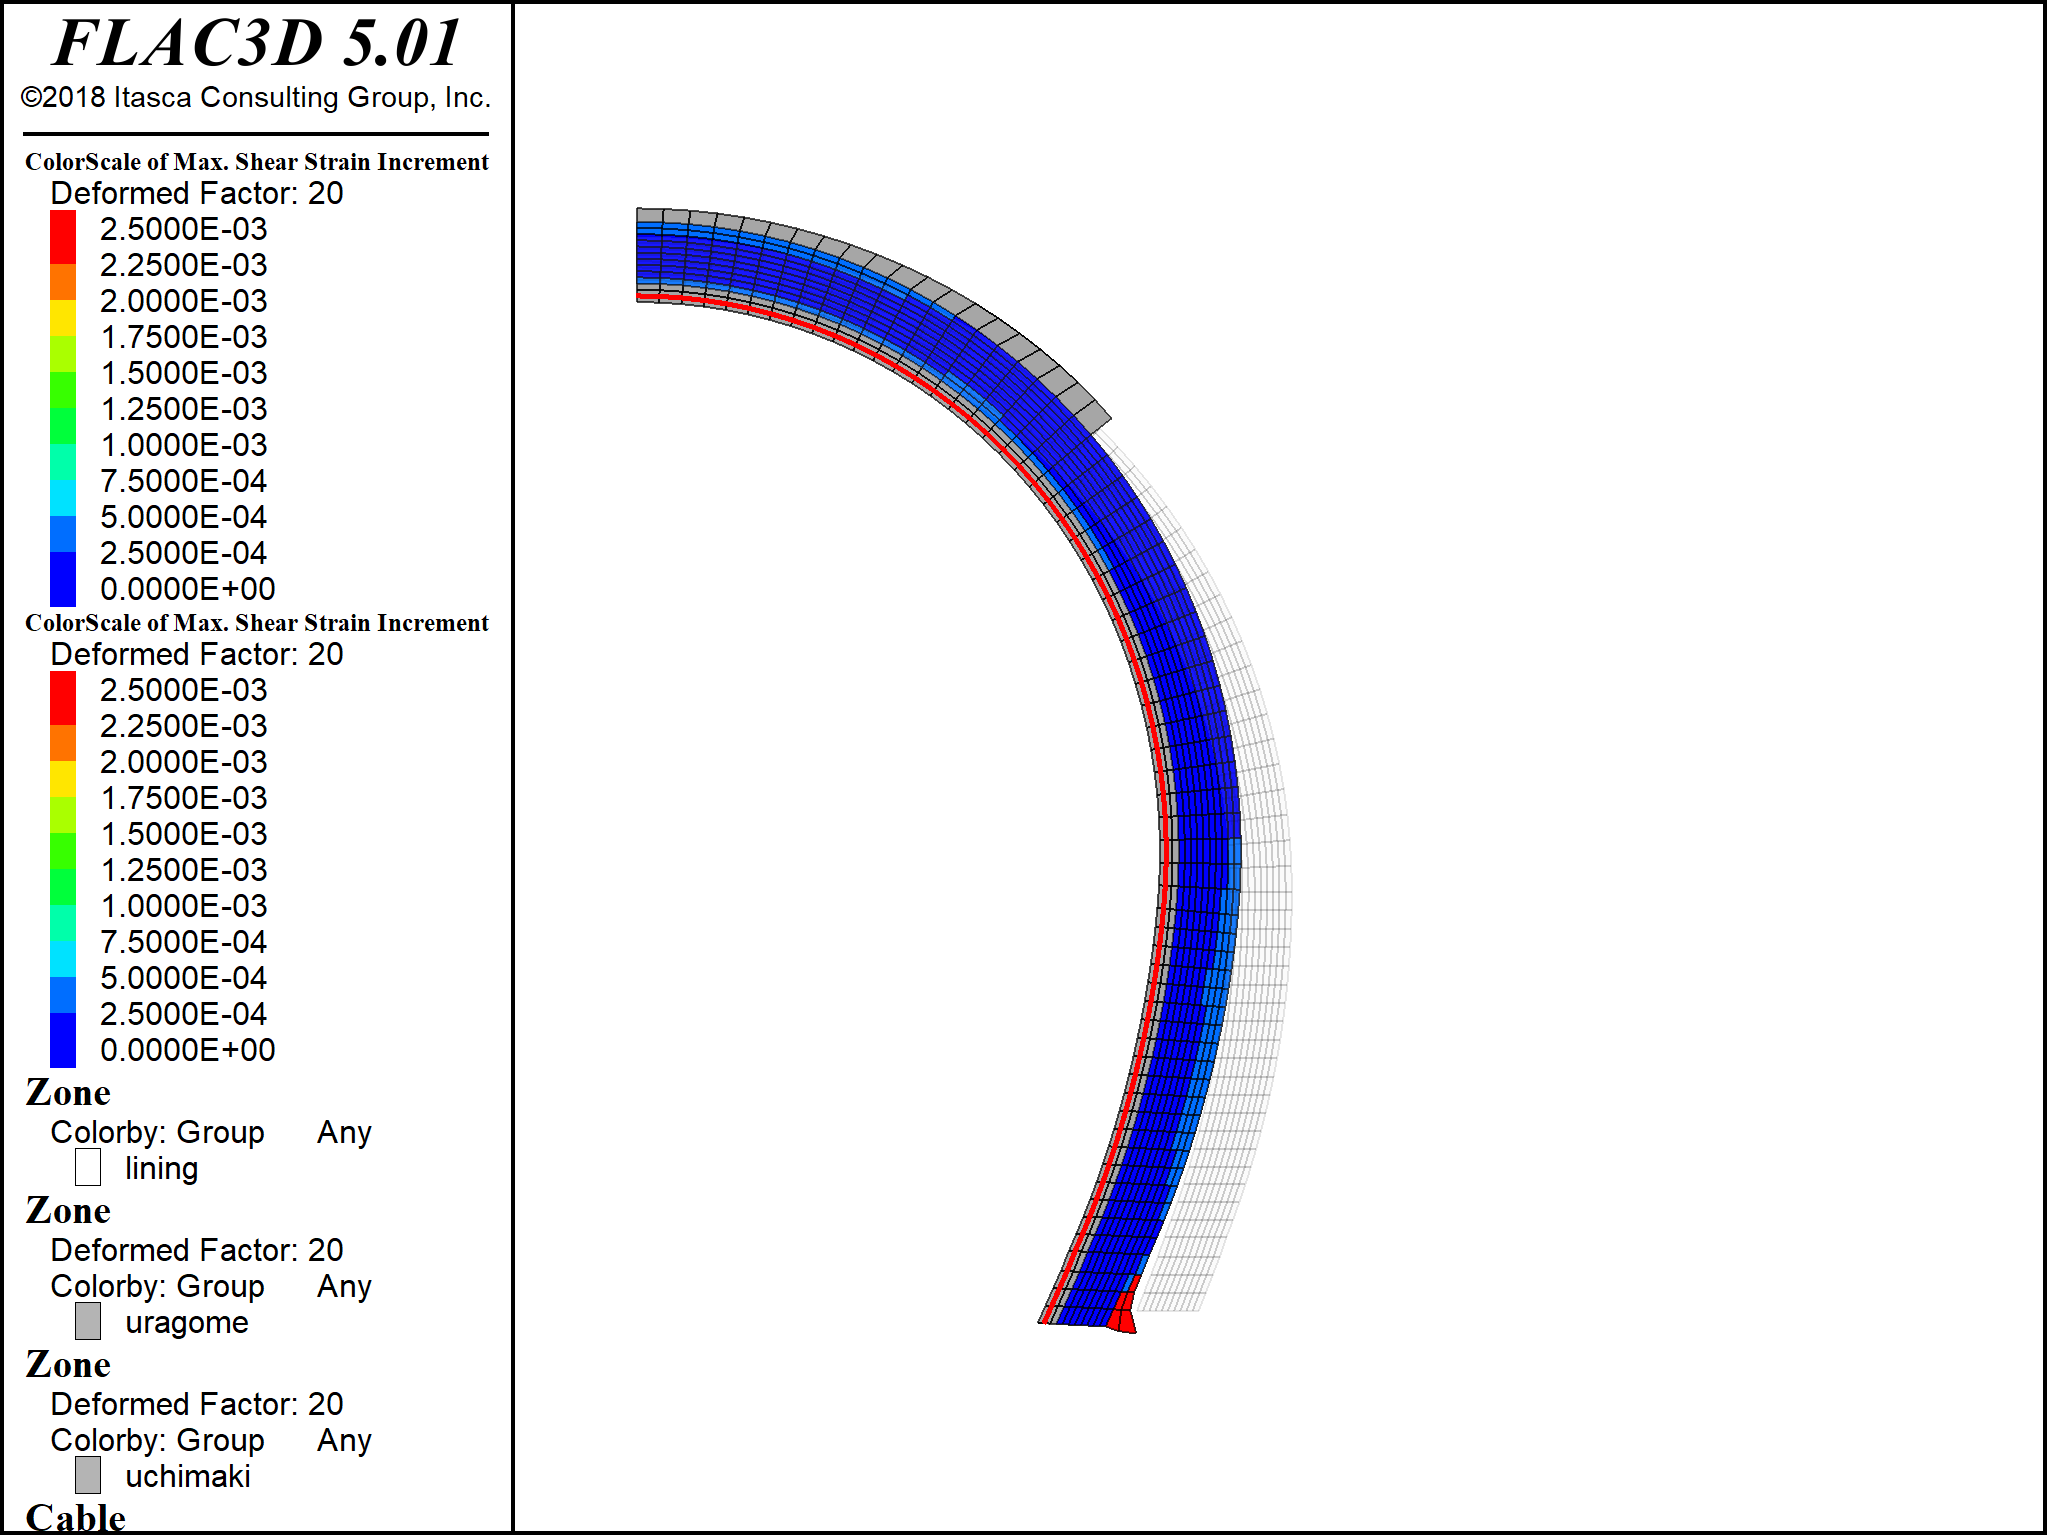 FLAC3D 5.01
©2018 Itasca Consulting Group, Inc.
ColorScale of Max. Shear Strain Increment
Deformed Factor: 20
2.5000E-03
2.2500E-03
2.0000E-03
1.7500E-03
1.5000E-03
1.2500E-03
1.0000E-03
7.5000E-04
5.0000E-04
2.5000E-04
0.0000E+00
ColorScale of Max. Shear Strain Increment
Deformed Factor: 20
2.5000E-03
2.2500E-03
2.0000E-03
1.7500E-03
1.5000E-03
1.2500E-03
1.0000E-03
7.5000E-04
5.0000E-04
2.5000E-04
0.0000E+00
Zone
Colorby: Group Any
lining
Zone
Deformed Factor: 20
Colorby: Group Any
uragome
Zone
Deformed Factor: 20
Colorby: Group Any
uchimaki
Cable